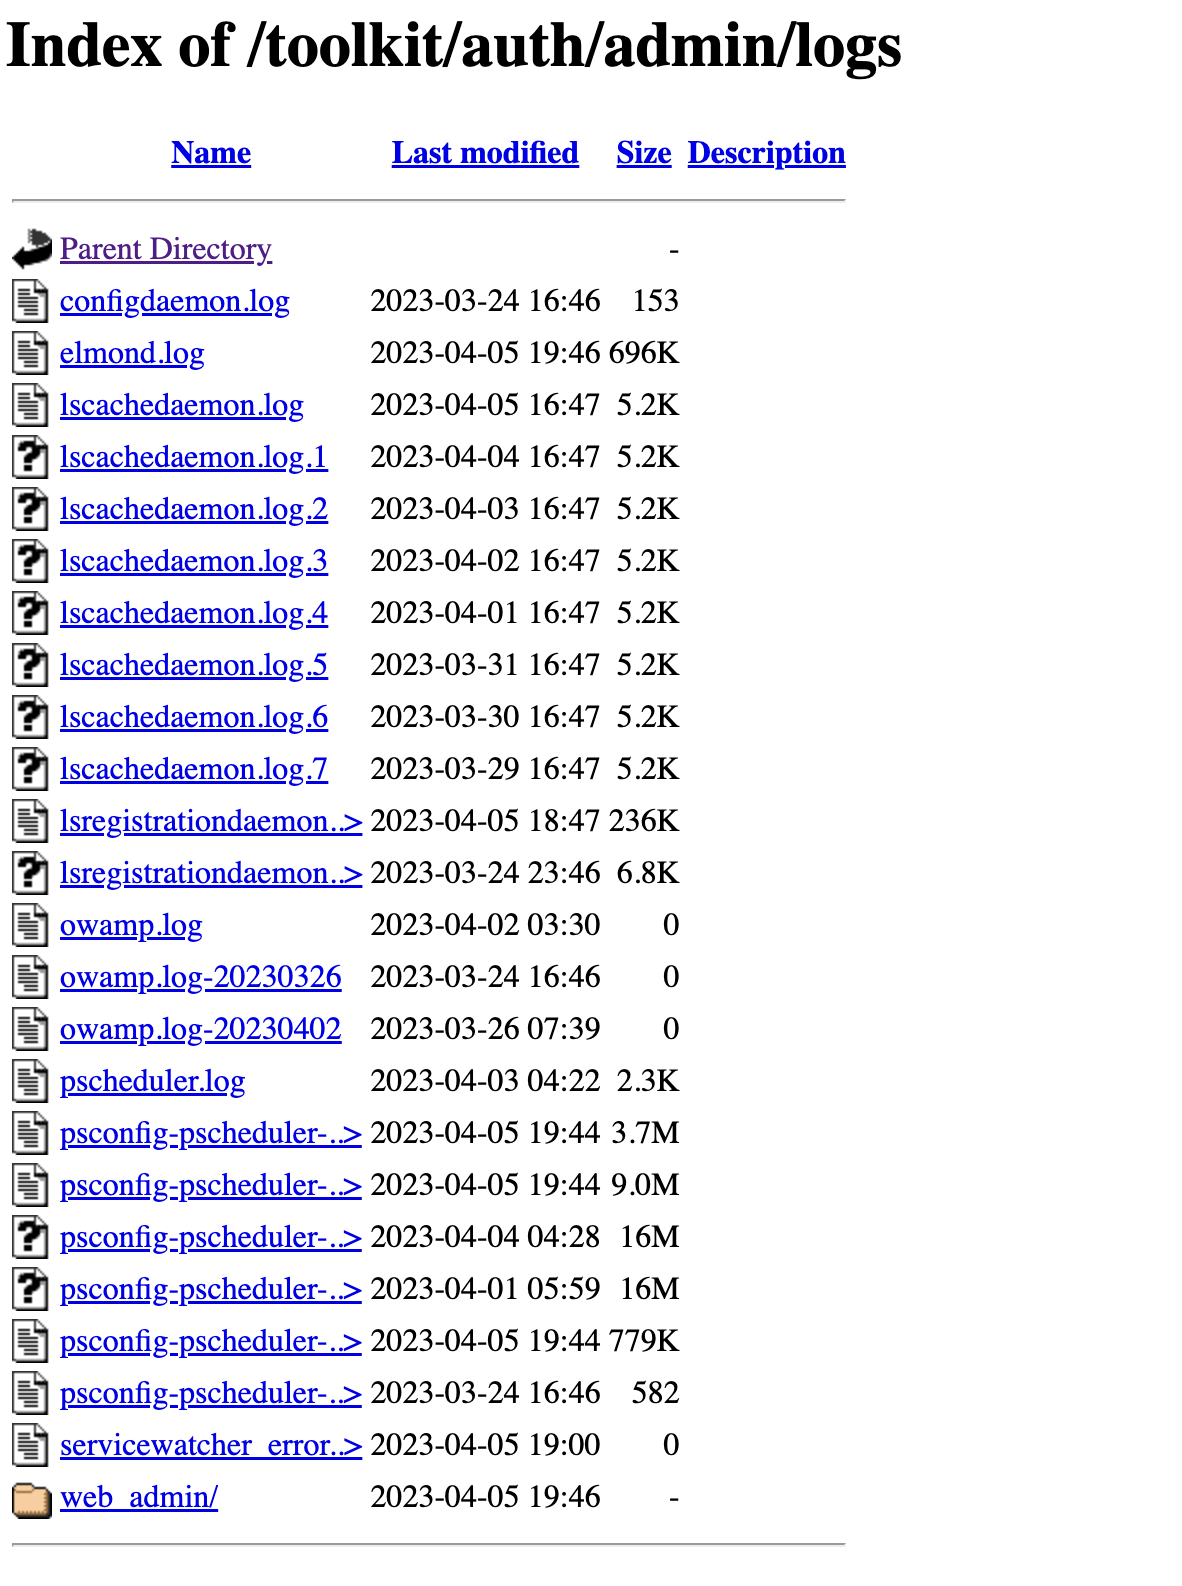 Index of /toolkit/auth/admin/logs
Name Last modified Size Description
Parent Directory -
configdaemon.log 2023-03-24 16:46 153
elmond.log 2023-04-05 19:46 696K
lscachedaemon.log 2023-04-05 16:47 5.2K
lscachedaemon.log.1 2023-04-04 16:47 5.2K
lscachedaemon.log.2 2023-04-03 16:47 5.2K
lscachedaemon.log.3 2023-04-02 16:47 5.2K
lscachedaemon.log.4 2023-04-01 16:47 5.2K
lscachedaemon.log.5 2023-03-31 16:47 5.2K
lscachedaemon.log.6 2023-03-30 16:47 5.2K
lscachedaemon.log.7 2023-03-29 16:47 5.2K
lsregistrationdaemon..> 2023-04-05 18:47 236K
lsregistrationdaemon..> 2023-03-24 23:46 6.8K
owamp.log 2023-04-02 03:30 0
owamp.log-20230326 2023-03-24 16:46 0
owamp.log-20230402 2023-03-26 07:39 0
pscheduler.log 2023-04-03 04:22 2.3K
psconfig-pscheduler-..> 2023-04-05 19:44 3.7M
psconfig-pscheduler-..> 2023-04-05 19:44 9.0M
psconfig-pscheduler-..> 2023-04-04 04:28 16M
psconfig-pscheduler-..> 2023-04-01 05:59 16M
psconfig-pscheduler-..> 2023-04-05 19:44 779K
psconfig-pscheduler-..> 2023-03-24 16:46 582
servicewatcher_error..> 2023-04-05 19:00 0
web_admin/ 2023-04-05 19:46 -